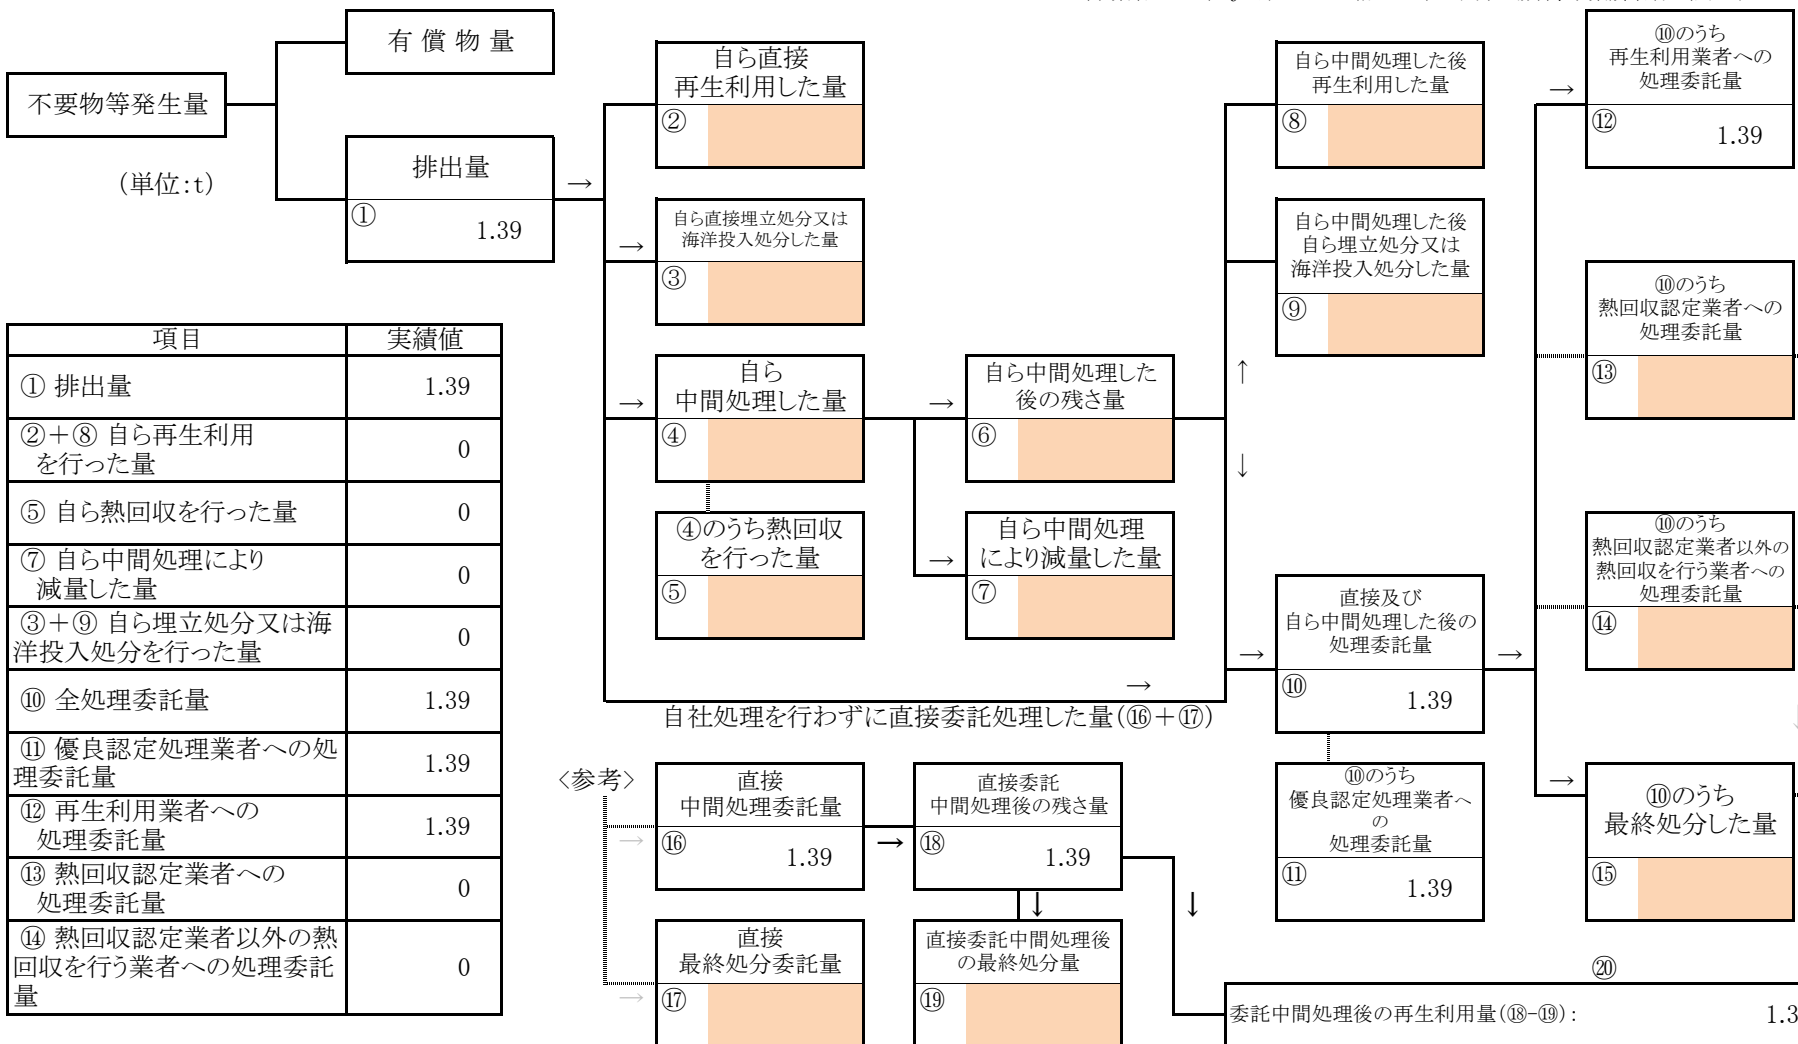 有 償 物 量
不要物等発生量
(単位:t)
排出量
①
1.39
→
自ら直接
再生利用した量
②
→
自ら直接埋立処分又は
海洋投入処分した量
③
→
自ら
中間処理した量
④
④のうち熱回収
を行った量
⑤
→
自ら中間処理した
後の残さ量
⑥
→
自ら中間処理
により減量した量
⑦
自ら中間処理した後
再生利用した量
⑧
自ら中間処理した後
自ら埋立処分又は
海洋投入処分した量
⑨
↑
↓
→
直接及び
自ら中間処理した後の
処理委託量
⑩
1.39
→
⑩のうち
優良認定処理業者へ
の
処理委託量
⑪
1.39
→
⑩のうち
再生利用業者への
処理委託量
⑫
1.39
⑩のうち
熱回収認定業者への
処理委託量
⑬
⑩のうち
熱回収認定業者以外の
熱回収を行う業者への
処理委託量
⑭
→
⑩のうち
最終処分した量
⑮
→
自社処理を行わずに直接委託処理した量(⑯+⑰)
項目 実績値
① 排出量 1.39
②+⑧ 自ら再生利用
を行った量
0
⑤ 自ら熱回収を行った量 0
⑦ 自ら中間処理により
減量した量
0
③+⑨ 自ら埋立処分又は海
洋投入処分を行った量
0
⑩ 全処理委託量 1.39
⑪ 優良認定処理業者への処
理委託量
1.39
⑫ 再生利用業者への
処理委託量
1.39
⑬ 熱回収認定業者への
処理委託量
0
⑭ 熱回収認定業者以外の熱
回収を行う業者への処理委託
量
0
<参考>
→
直接
中間処理委託量
⑯
1.39
→
直接委託
中間処理後の残さ量
⑱
1.39
↓
↓
→
直接
最終処分委託量
⑰
直接委託中間処理後
の最終処分量
⑲
⑳
委託中間処理後の再生利用量(⑱-⑲):
1.3